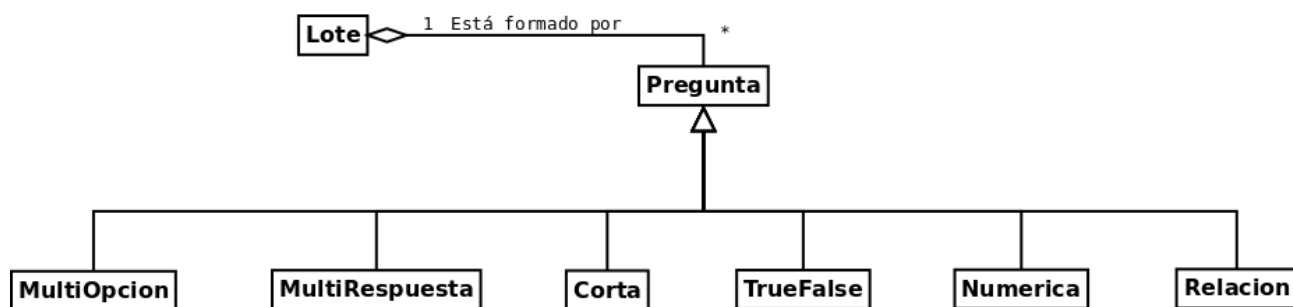 Lote
1 Está formado por
*
Pregunta
MultiOpcion
MultiRespuesta
Corta
TrueFalse
Numerica
Relacion